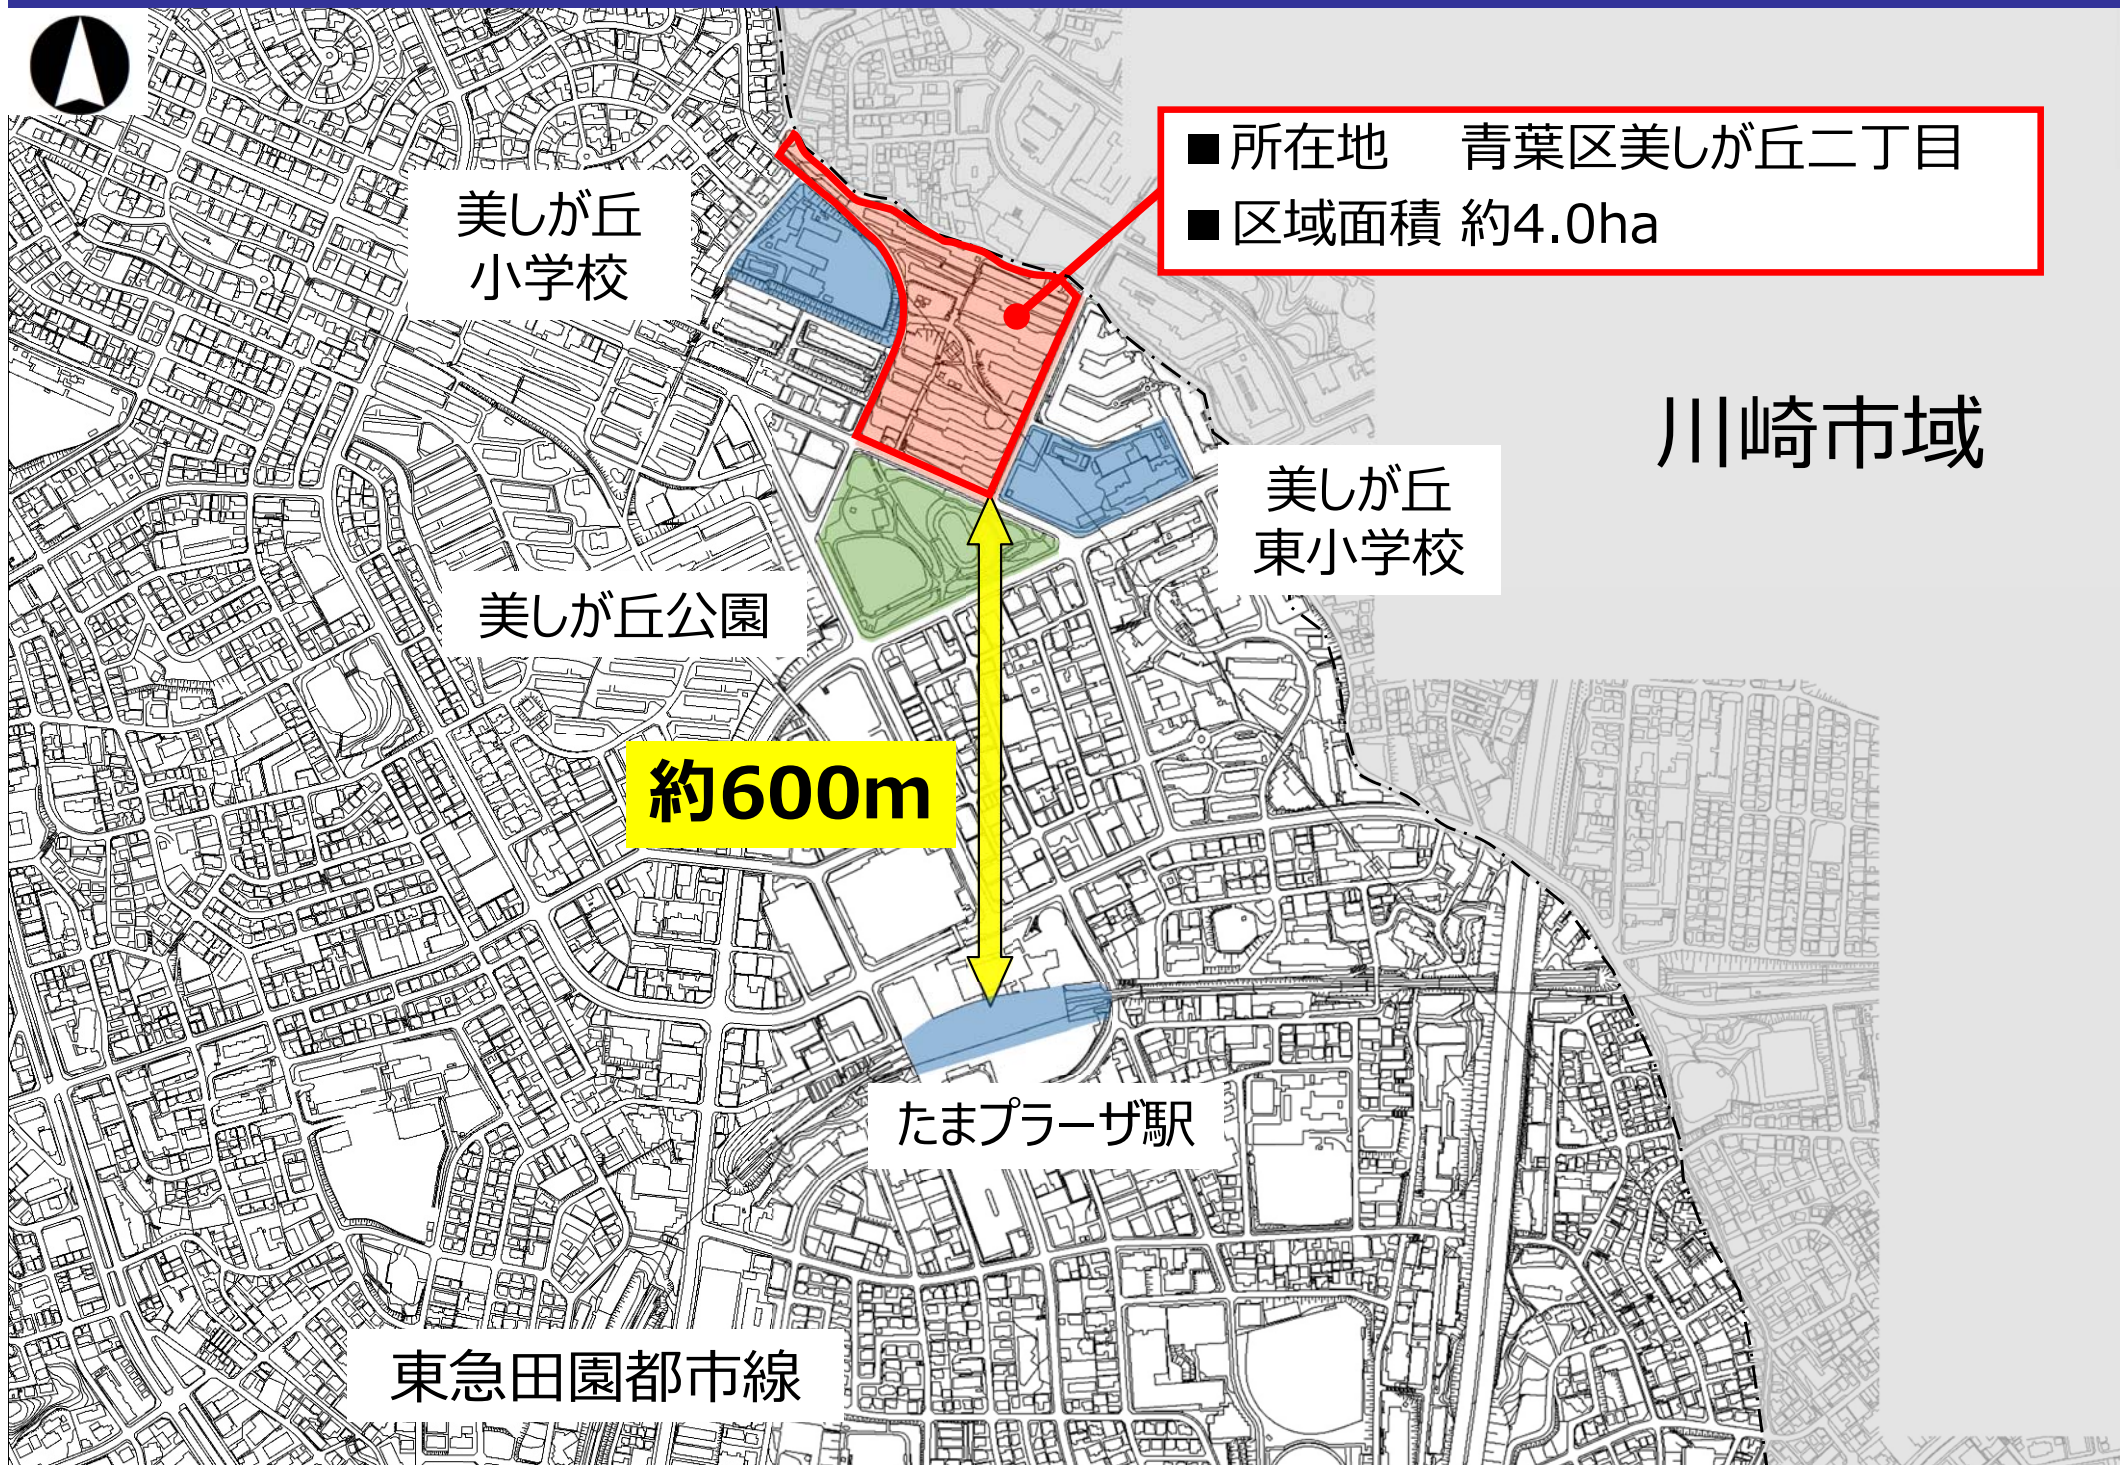 ■所在地　青葉区美しが丘二丁目
■区域面積 約4.0ha
美しが丘
小学校
川崎市域
美しが丘
東小学校
美しが丘公園
約600m
たまプラーザ駅
東急田園都市線